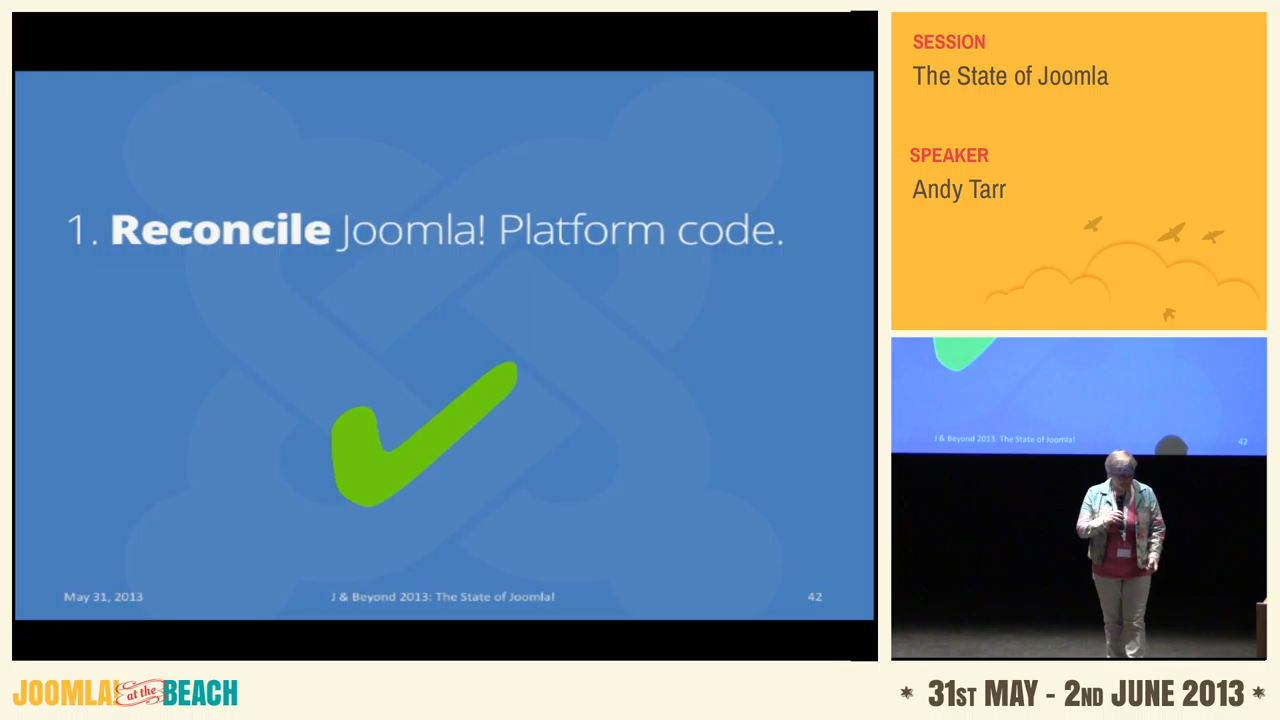 1. Reconcile Joomla! Platform code.
May 31, 2013
J & Beyond 2013: The State of Joomla!
42
SESSION
The State of Joomla
SPEAKER
Andy Tarr
J & Beyond 2013. The State of Joomla!
42
JOOMLA! at the BEACH
* 31ST MAY - 2ND JUNE 2013 *